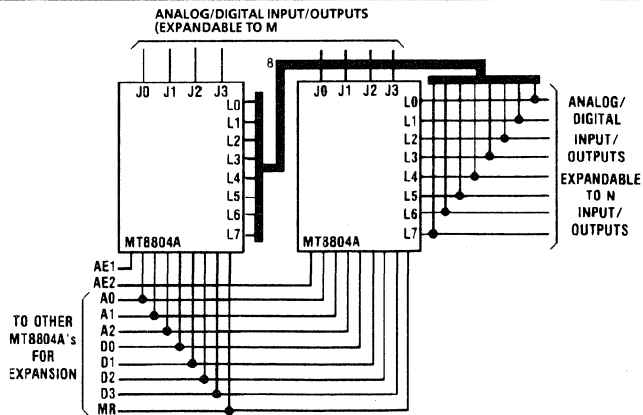 ANALOG/DIGITAL INPUT/OUTPUTS
(EXPANDABLE TO M
8
J0 J1 J2 J3
J0 J1 J2 J3
L0
L1
L2
L3
L4
L5
L6
L7
MT8804A
L0
L1
L2
L3
L4
L5
L6
L7
MT8804A
ANALOG/
DIGITAL
INPUT/
OUTPUTS
EXPANDABLE
TO N
INPUT/
OUTPUTS
AE1
AE2
A0
A1
A2
D0
D1
D2
D3
MR
TO OTHER
MT8804A's
FOR
EXPANSION